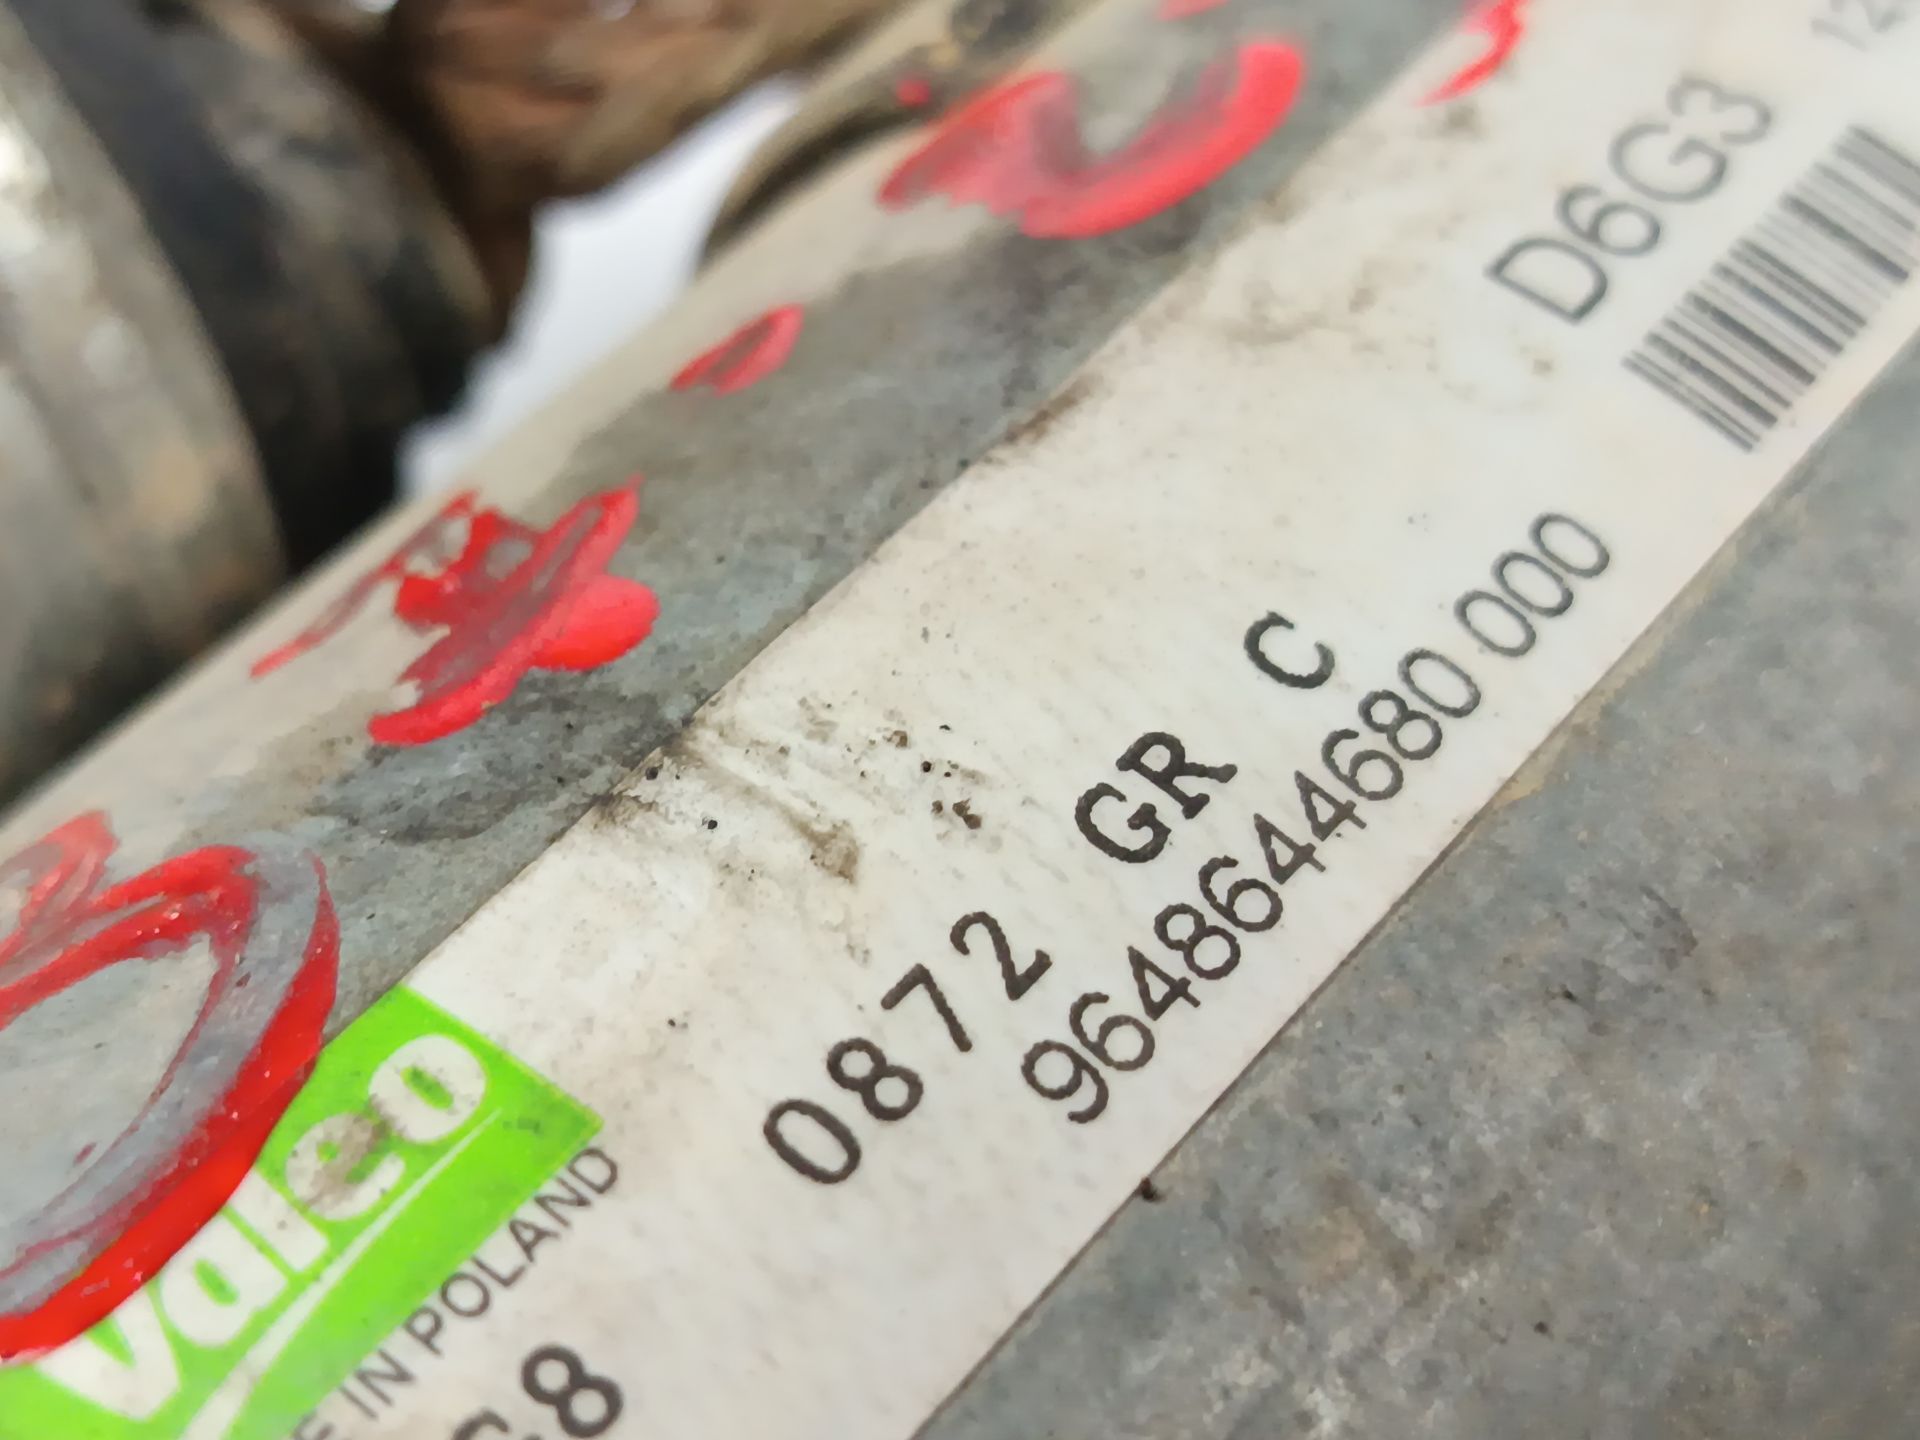 D6G3
0872 GR C
9648644680 000
valeo
IN POLAND